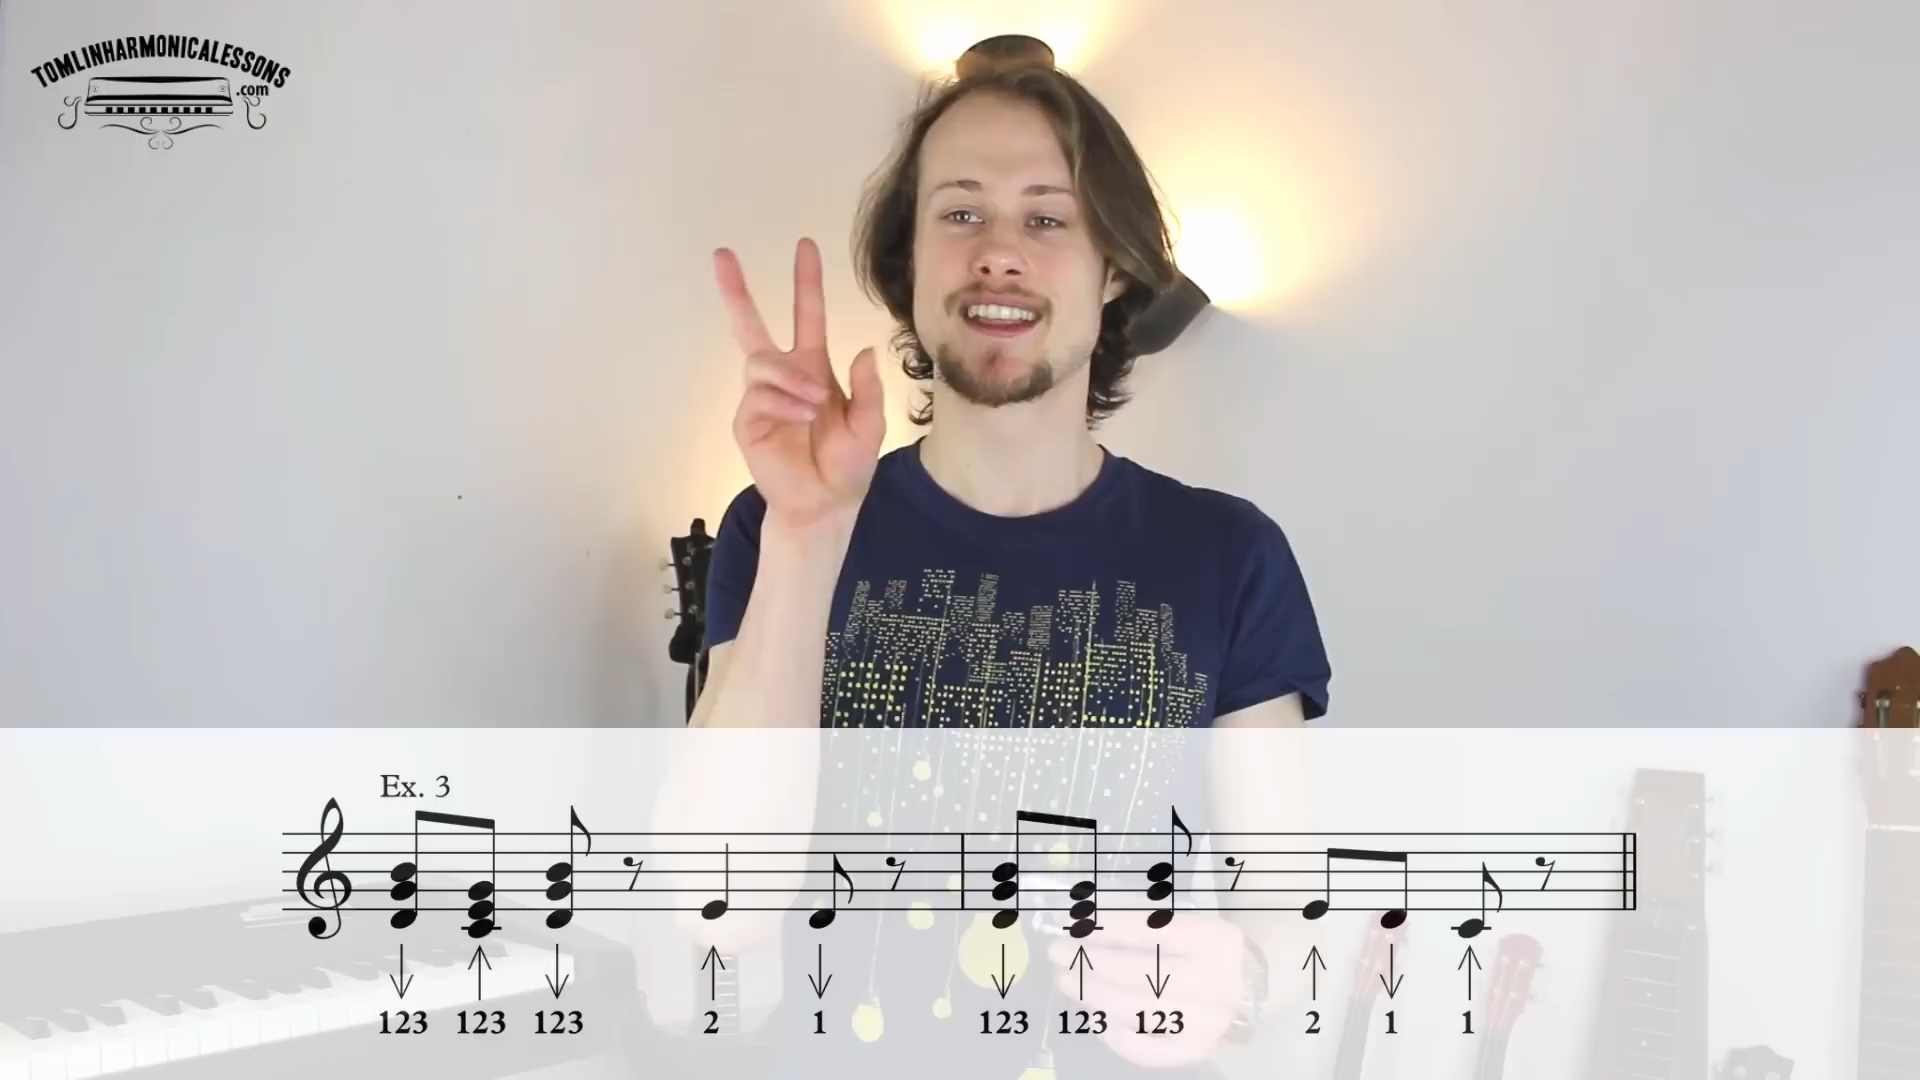 TOMLINHARMONICALESSONS
.com
Ex. 3
123 123 123 2 1 123 123 123 2 1 1